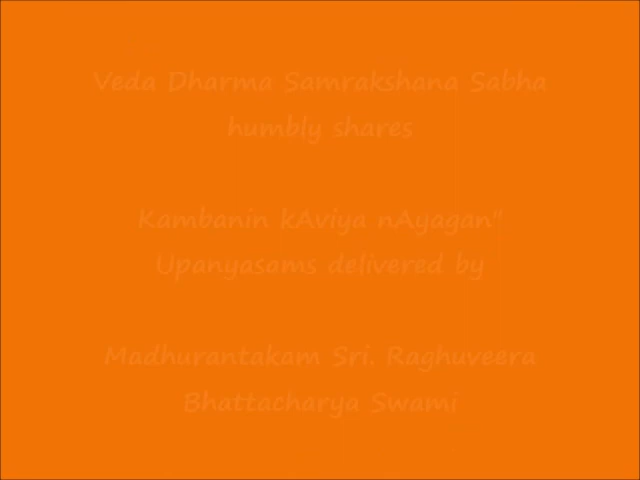 Veda Dharma Samrakshana Sabha
humbly shares
Kambanin kAviya nAyagan"
Upanyasams delivered by
Madhurantakam Sri. Raghuveera
Bhattacharya Swami